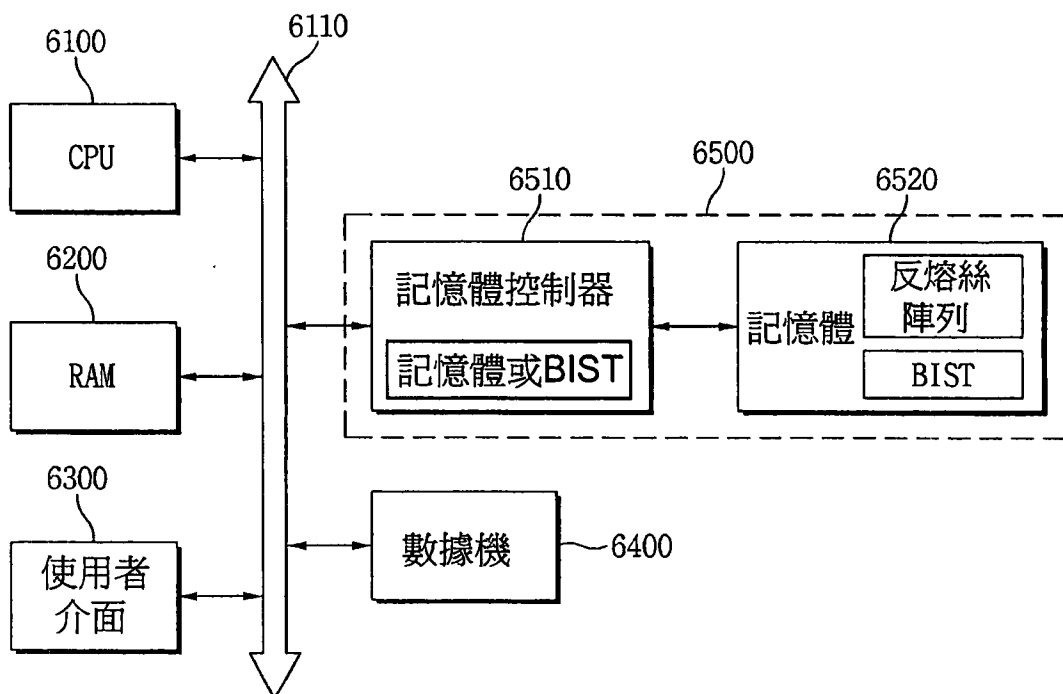 6100
6110
CPU
6500
6510
6520
記憶體控制器
記憶體或BIST
記憶體
反熔絲
陣列
BIST
6200
RAM
6300
使用者
介面
數據機
6400